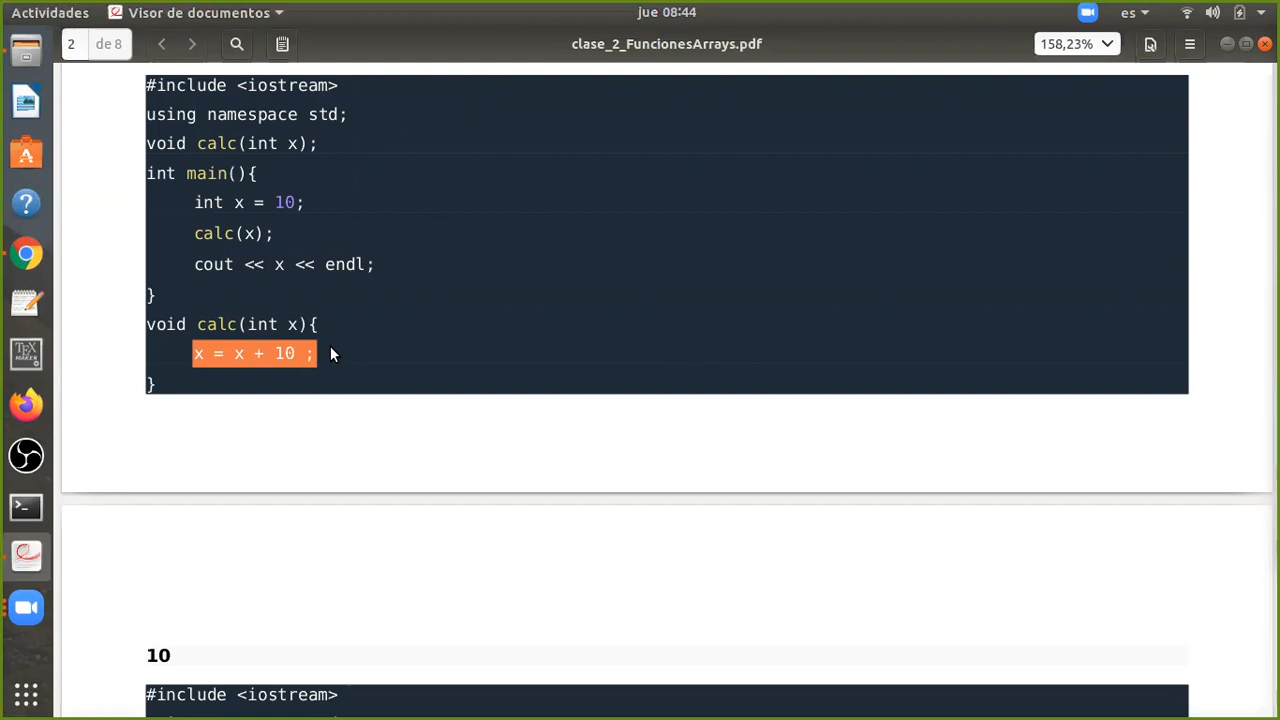 Actividades Visor de documentos jue 08:44 es
2 de 8 clase_2_FuncionesArrays.pdf 158,23%
#include <iostream>
using namespace std;
void calc(int x);
int main(){
int x = 10;
calc(x);
cout << x << endl;
}
void calc(int x){
x = x + 10 ;
}
10
#include <iostream>